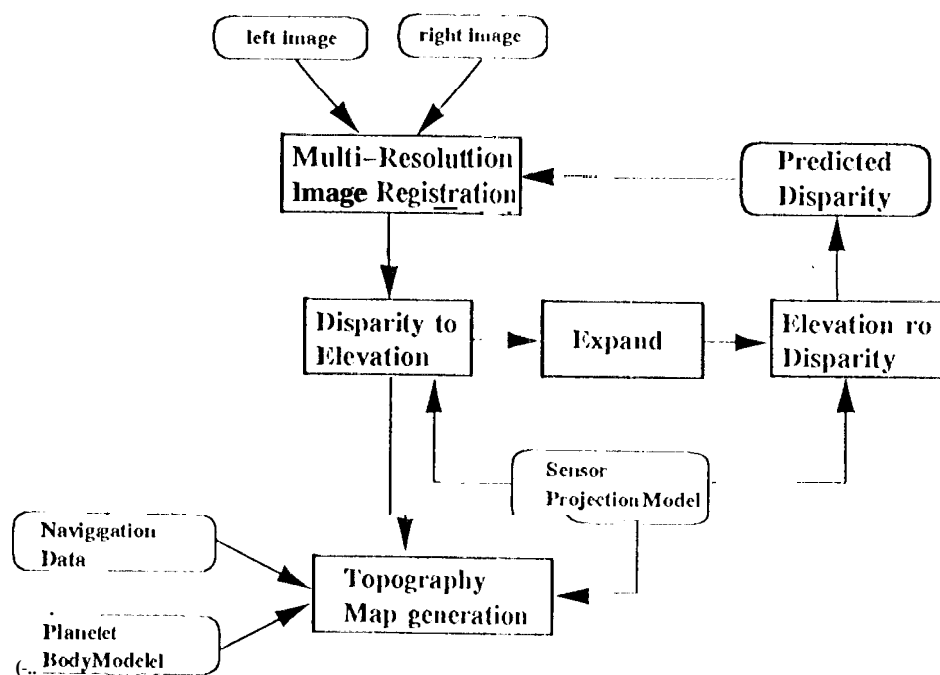 left image
right image
Multi-Resoluttion
Image Registration
Predicted
Disparity
Disparity to
Elevation
Expand
Elevation ro
Disparity
Sensor
Projection Model
Naviggation
Data
Topography
Map generation
Planetet
BodyModelel